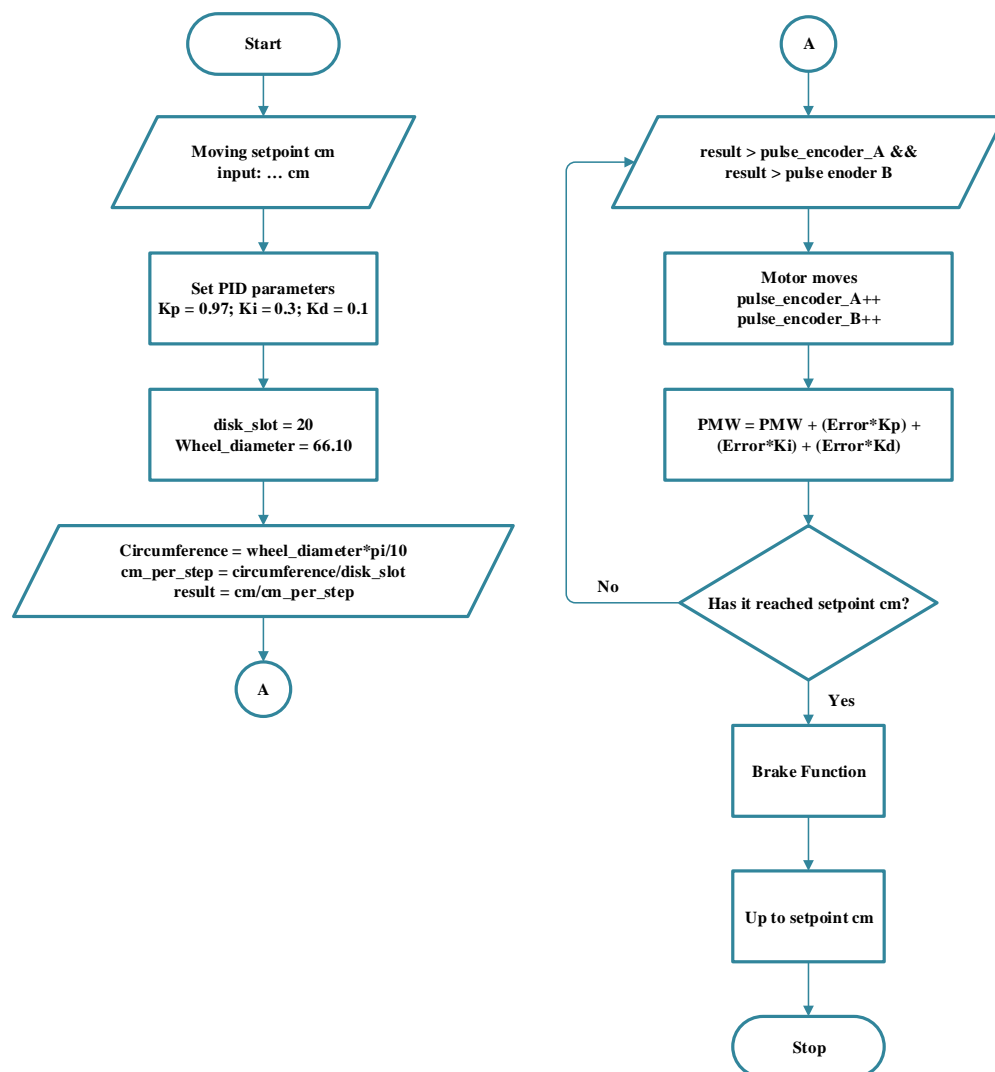 Start
Moving setpoint cm
input: … cm
Set PID parameters
Kp = 0.97; Ki = 0.3; Kd = 0.1
disk_slot = 20
Wheel_diameter = 66.10
Circumference = wheel_diameter*pi/10
cm_per_step = circumference/disk_slot
result = cm/cm_per_step
A
A
result > pulse_encoder_A &&
result > pulse enoder B
Motor moves
pulse_encoder_A++
pulse_encoder_B++
PMW = PMW + (Error*Kp) +
(Error*Ki) + (Error*Kd)
Has it reached setpoint cm?
No
Yes
Brake Function
Up to setpoint cm
Stop